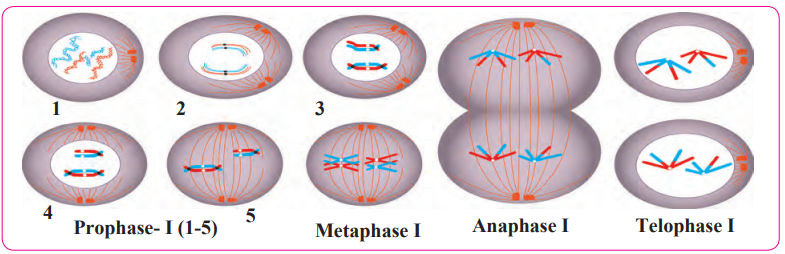 1
2
3
4
5
Prophase- I (1-5)
Metaphase I
Anaphase I
Telophase I